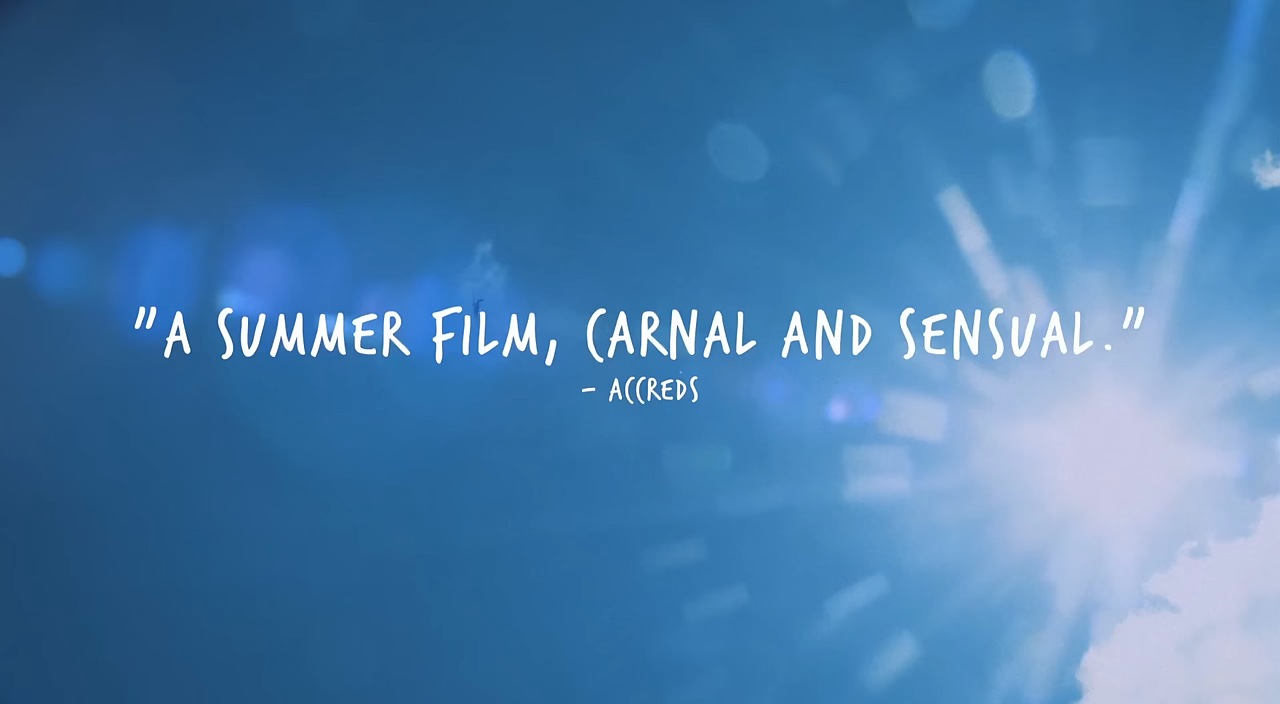 "A SUMMER FILM, CARNAL AND SENSUAL."
– ACCREDS